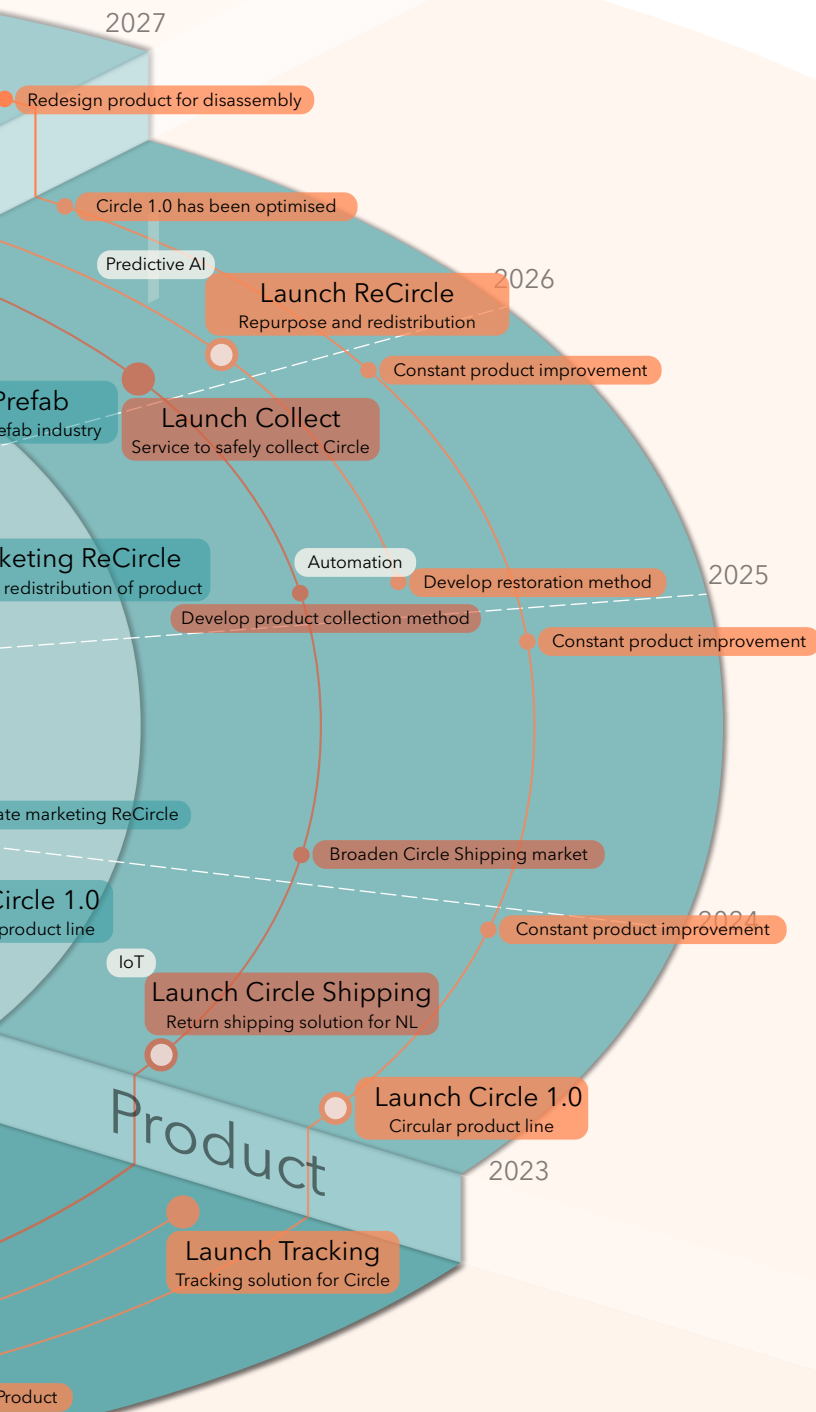 2027
Redesign product for disassembly
Circle 1.0 has been optimised
Predictive AI
2026
Launch ReCircle
Repurpose and redistribution
Constant product improvement
Prefab
efab industry
Launch Collect
Service to safely collect Circle
keting ReCircle
redistribution of product
Automation
2025
Develop restoration method
Develop product collection method
Constant product improvement
ate marketing ReCircle
Broaden Circle Shipping market
Circle 1.0
product line
2024
Constant product improvement
IoT
Launch Circle Shipping
Return shipping solution for NL
Launch Circle 1.0
Circular product line
Product
2023
Launch Tracking
Tracking solution for Circle
Product